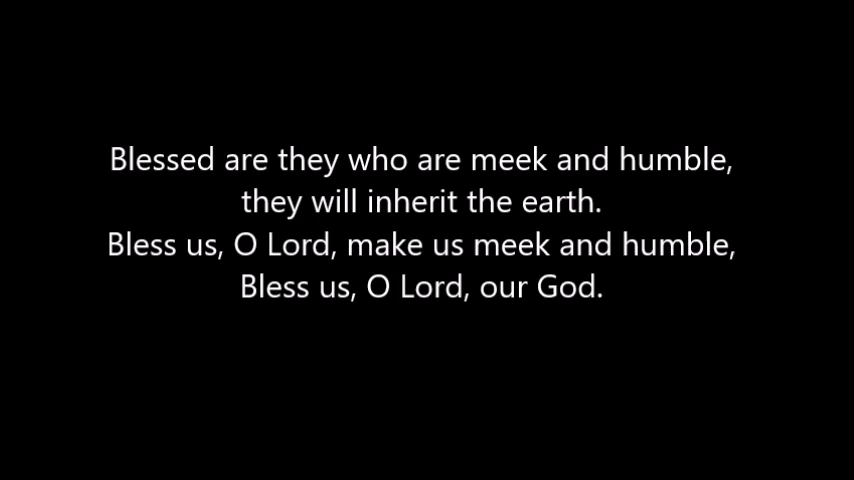 Blessed are they who are meek and humble,
they will inherit the earth.
Bless us, O Lord, make us meek and humble,
Bless us, O Lord, our God.